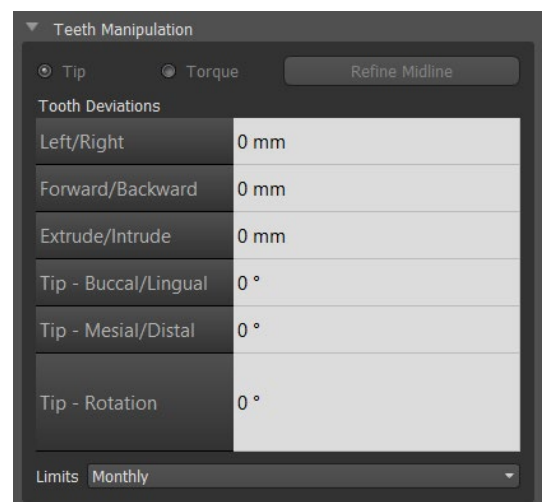 Teeth Manipulation
Tip Torque Refine Midline
Tooth Deviations
Left/Right 0 mm
Forward/Backward 0 mm
Extrude/Intrude 0 mm
Tip - Buccal/Lingual 0 °
Tip - Mesial/Distal 0 °
Tip - Rotation 0 °
Limits Monthly